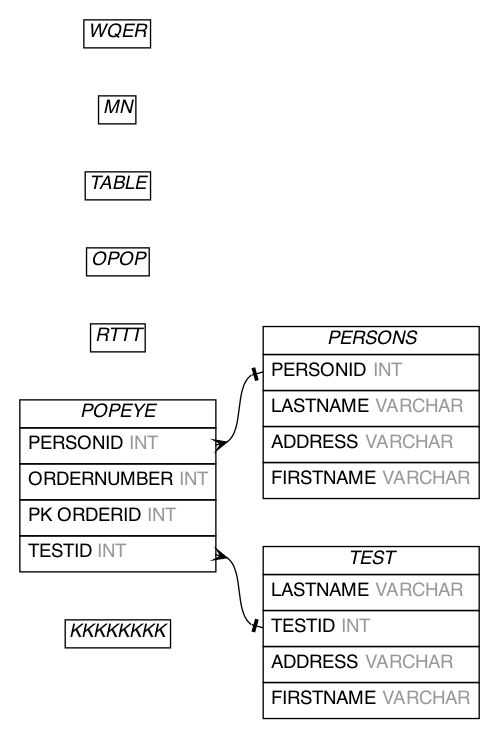 WQER
MN
TABLE
OPOP
RTTT
POPEYE
PERSONID INT
ORDERNUMBER INT
PK ORDERID INT
TESTID INT
KKKKKKKK
PERSONS
PERSONID INT
LASTNAME VARCHAR
ADDRESS VARCHAR
FIRSTNAME VARCHAR
TEST
LASTNAME VARCHAR
TESTID INT
ADDRESS VARCHAR
FIRSTNAME VARCHAR